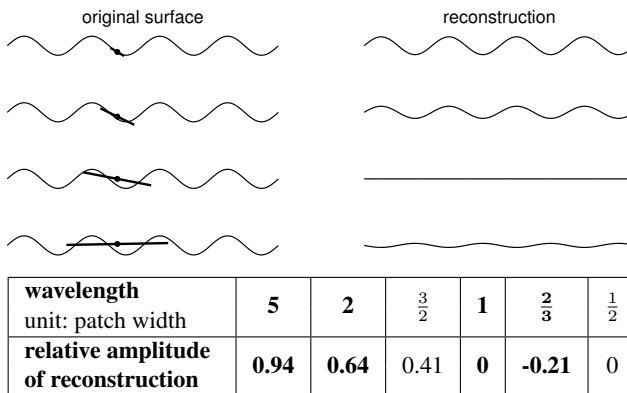 original surface reconstruction
wavelength
unit: patch width 5 2 3/2 1 2/3 1/2
relative amplitude
of reconstruction 0.94 0.64 0.41 0 -0.21 0